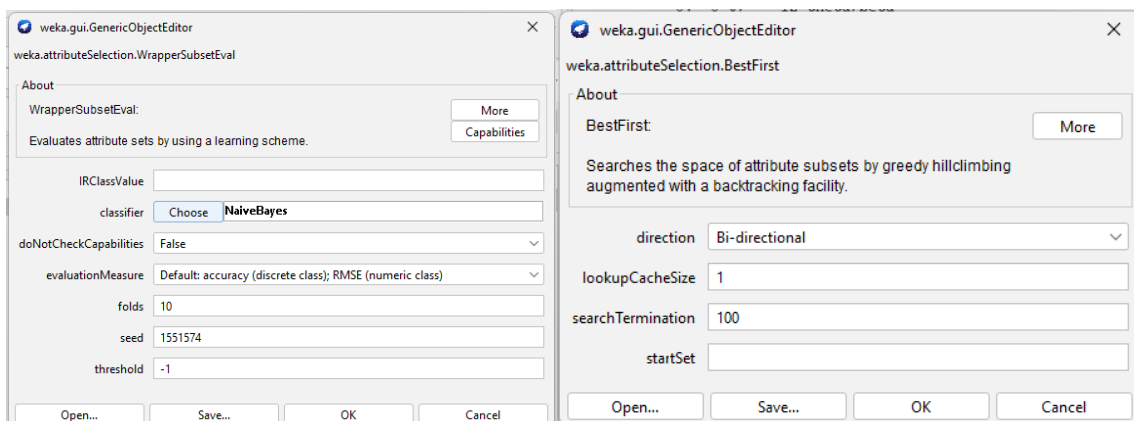 weka.gui.GenericObjectEditor
weka.attributeSelection.WrapperSubsetEval
About
WrapperSubsetEval:
More
Capabilities
Evaluates attribute sets by using a learning scheme.
IRClassValue
classifier Choose NaiveBayes
doNotCheckCapabilities False
evaluationMeasure Default: accuracy (discrete class); RMSE (numeric class)
folds 10
seed 1551574
threshold -1
Open... Save... OK Cancel
weka.gui.GenericObjectEditor
weka.attributeSelection.BestFirst
About
BestFirst:
More
Searches the space of attribute subsets by greedy hillclimbing
augmented with a backtracking facility.
direction Bi-directional
lookupCacheSize 1
searchTermination 100
startSet
Open... Save... OK Cancel